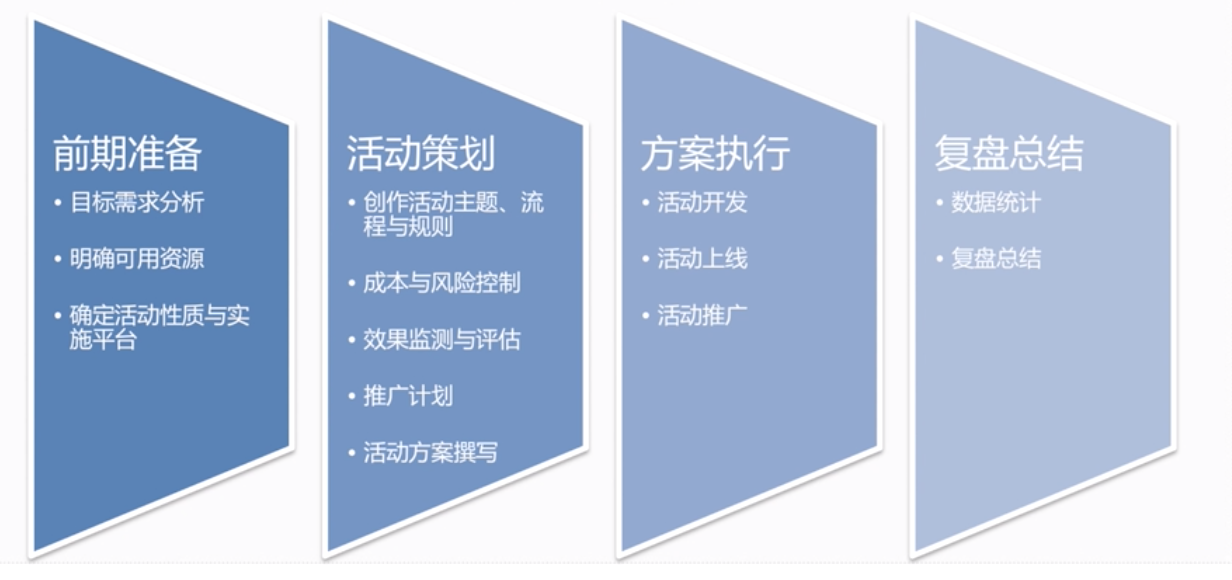 前期准备
• 目标需求分析
• 明确可用资源
• 确定活动性质与实
施平台
活动策划
• 创作活动主题、流
程与规则
• 成本与风险控制
• 效果监测与评估
• 推广计划
• 活动方案撰写
方案执行
• 活动开发
• 活动上线
• 活动推广
复盘总结
• 数据统计
• 复盘总结